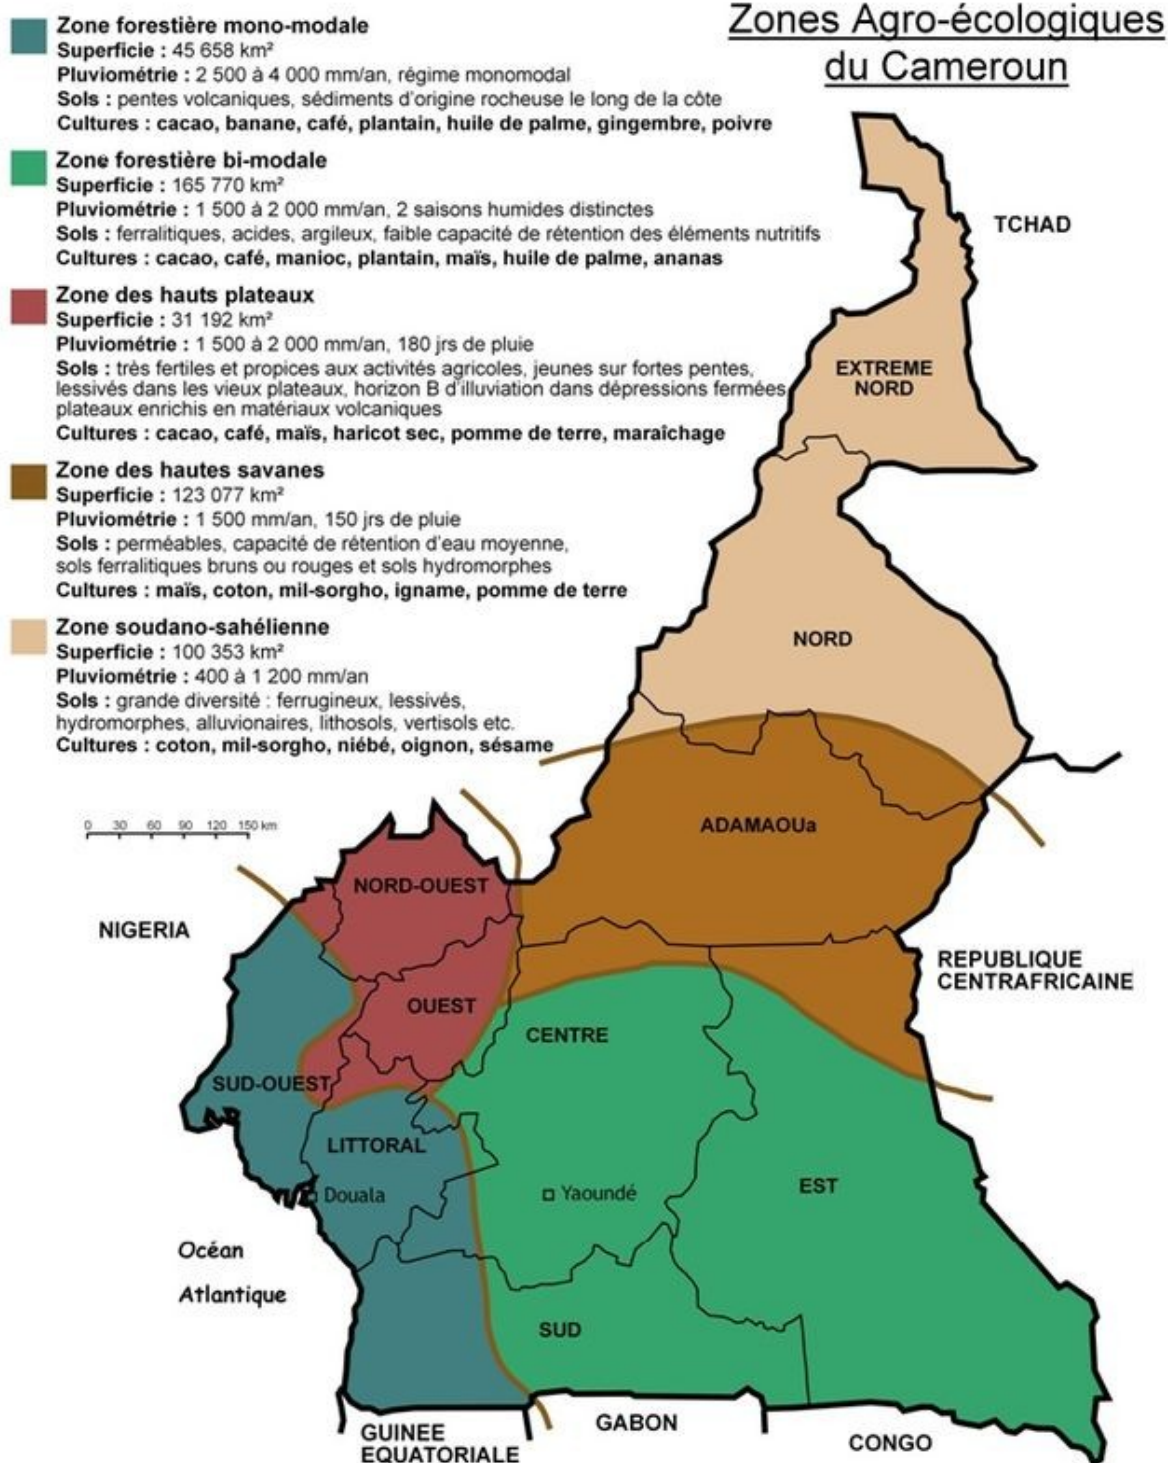 Zones Agro-écologiques
du Cameroun
Zone forestière mono-modale
Superficie : 45 658 km²
Pluviométrie : 2 500 à 4 000 mm/an, régime monomodal
Sols : pentes volcaniques, sédiments d'origine rocheuse le long de la côte
Cultures : cacao, banane, café, plantain, huile de palme, gingembre, poivre
Zone forestière bi-modale
Superficie : 165 770 km²
Pluviométrie : 1 500 à 2 000 mm/an, 2 saisons humides distinctes
Sols : ferralitiques, acides, argileux, faible capacité de rétention des éléments nutritifs
Cultures : cacao, café, manioc, plantain, maïs, huile de palme, ananas
Zone des hauts plateaux
Superficie : 31 192 km²
Pluviométrie : 1 500 à 2 000 mm/an, 180 jrs de pluie
Sols : très fertiles et propices aux activités agricoles, jeunes sur fortes pentes,
lessivés dans les vieux plateaux, horizon B d'illuviation dans dépressions fermées
plateaux enrichis en matériaux volcaniques
Cultures : cacao, café, maïs, haricot sec, pomme de terre, maraîchage
Zone des hautes savanes
Superficie : 123 077 km²
Pluviométrie : 1 500 mm/an, 150 jrs de pluie
Sols : perméables, capacité de rétention d'eau moyenne,
sols ferralitiques bruns ou rouges et sols hydromorphes
Cultures : maïs, coton, mil-sorgho, igname, pomme de terre
Zone soudano-sahélienne
Superficie : 100 353 km²
Pluviométrie : 400 à 1 200 mm/an
Sols : grande diversité : ferrugineux, lessivés,
hydromorphes, alluvionaires, lithosols, vertisols etc.
Cultures : coton, mil-sorgho, niébé, oignon, sésame
0 30 60 90 120 150 km
TCHAD
EXTREME
NORD
NORD
ADAMAOUa
NORD-OUEST
NIGERIA
REPUBLIQUE
CENTRAFRICAINE
OUEST
CENTRE
SUD-OUEST
LITTORAL
EST
Douala
Yaoundé
Océan
Atlantique
SUD
GUINEE
EQUATORIALE
GABON
CONGO